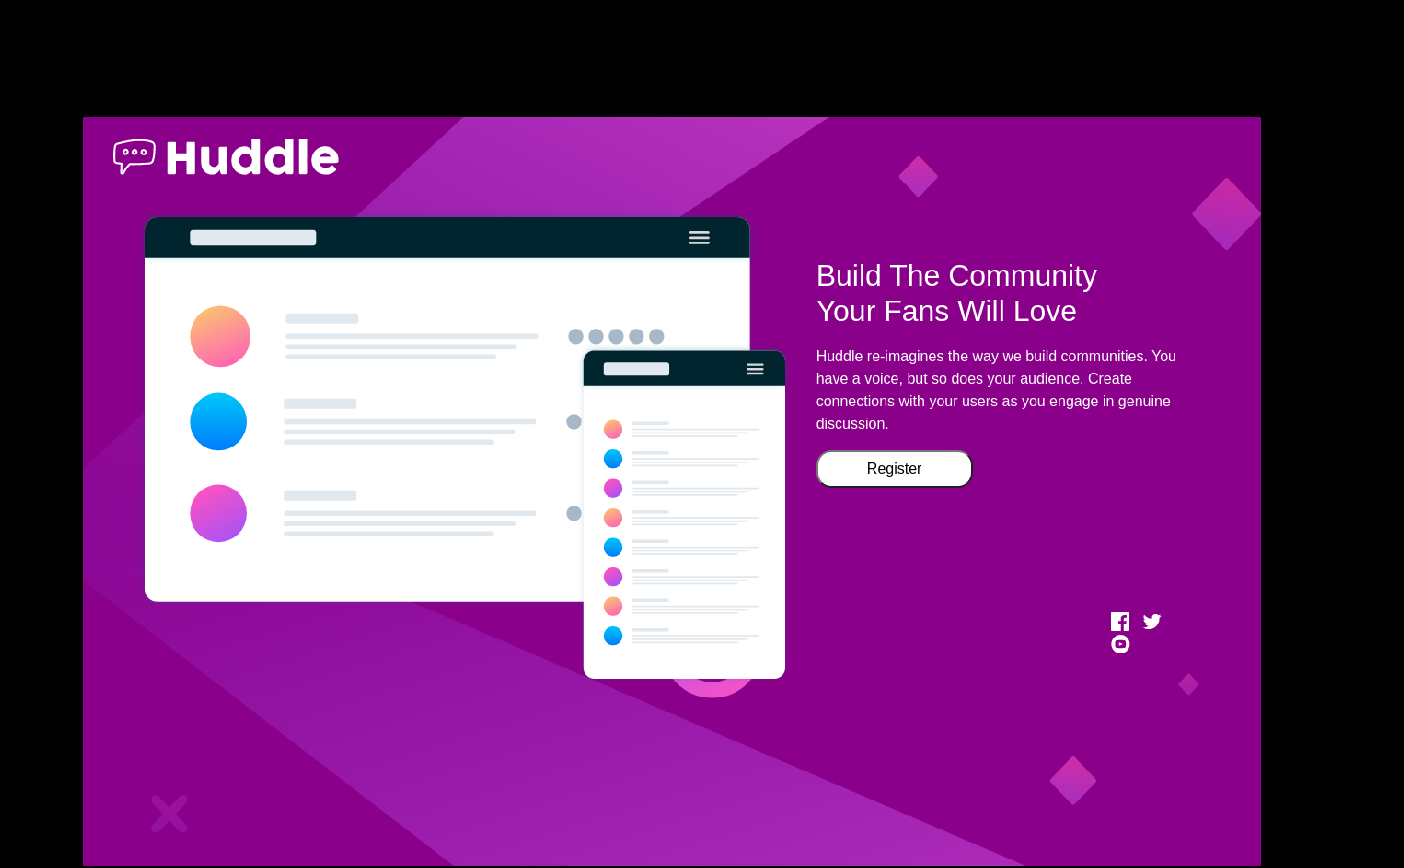 Huddle
Build The Community
Your Fans Will Love
Huddle re-imagines the way we build communities. You
have a voice, but so does your audience. Create
connections with your users as you engage in genuine
discussion.
Register